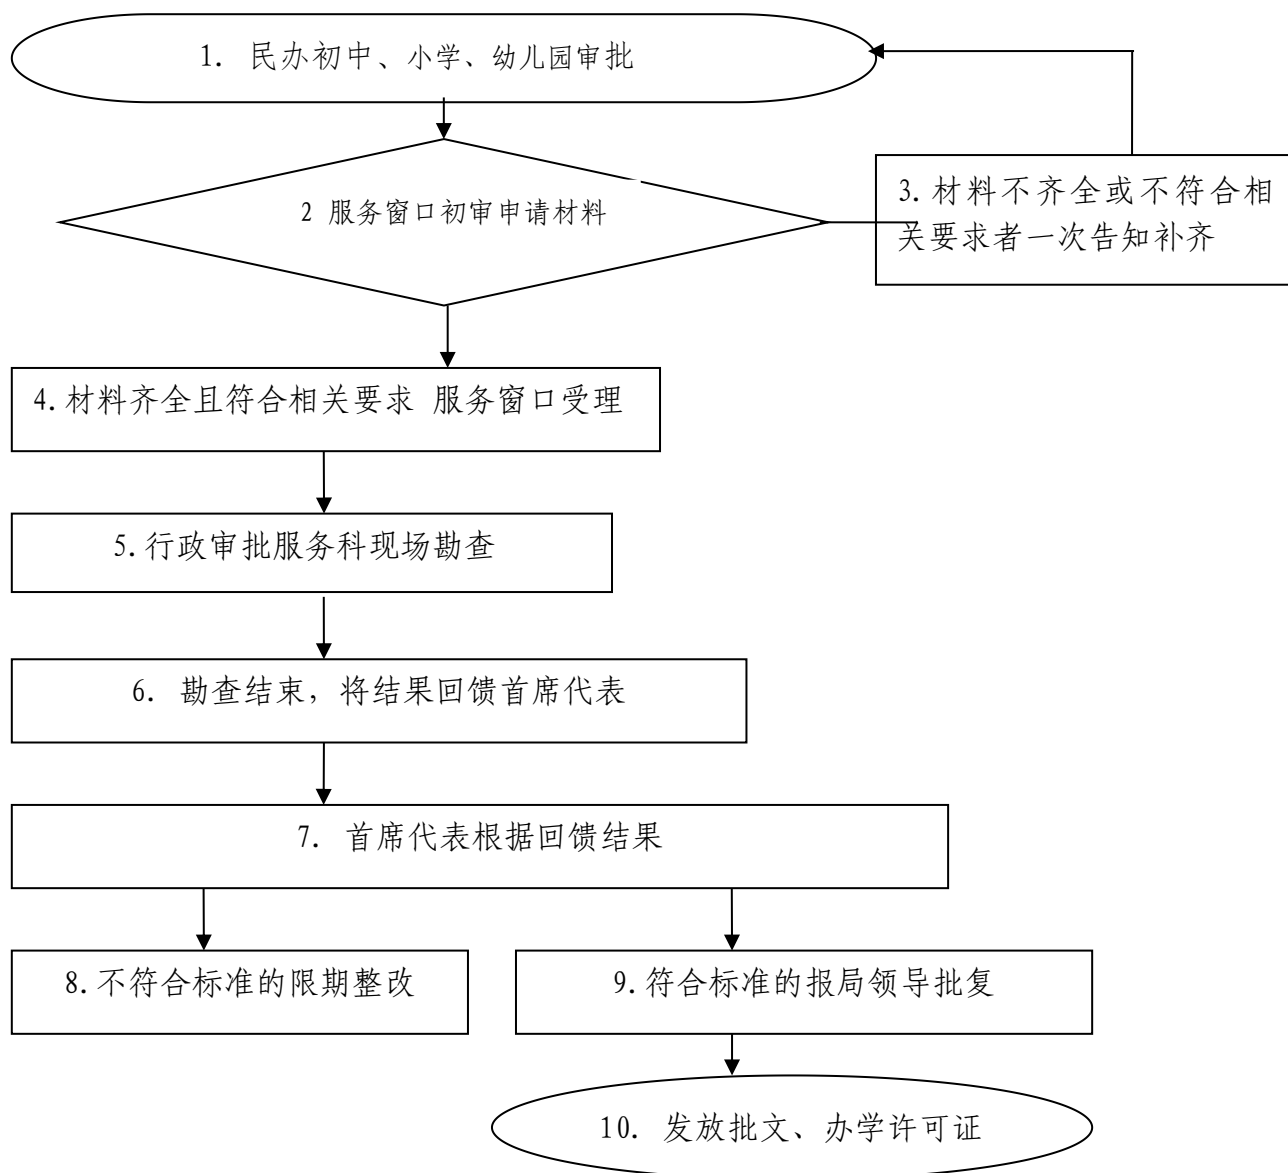 1. 民办初中、小学、幼儿园审批
2 服务窗口初审申请材料
3.材料不齐全或不符合相
关要求者一次告知补齐
4.材料齐全且符合相关要求 服务窗口受理
5.行政审批服务科现场勘查
6. 勘查结束，将结果回馈首席代表
7. 首席代表根据回馈结果
8.不符合标准的限期整改
9.符合标准的报局领导批复
10. 发放批文、办学许可证